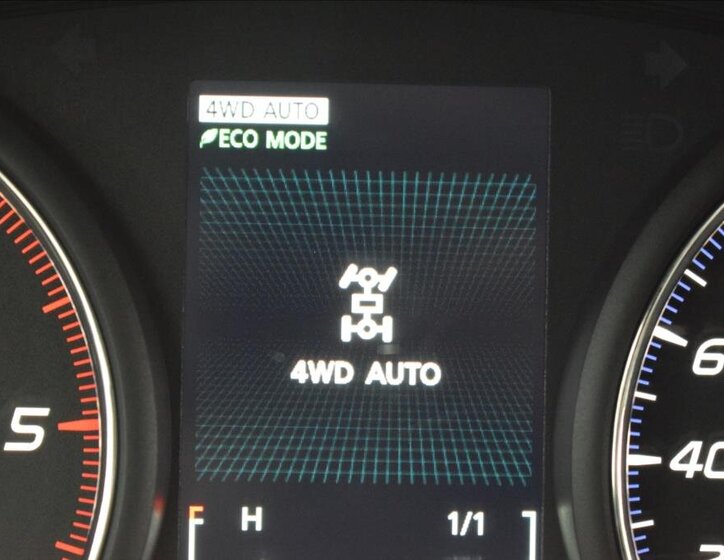 4WD AUTO
ECO MODE
4WD AUTO
5
6
40
F H 1/1